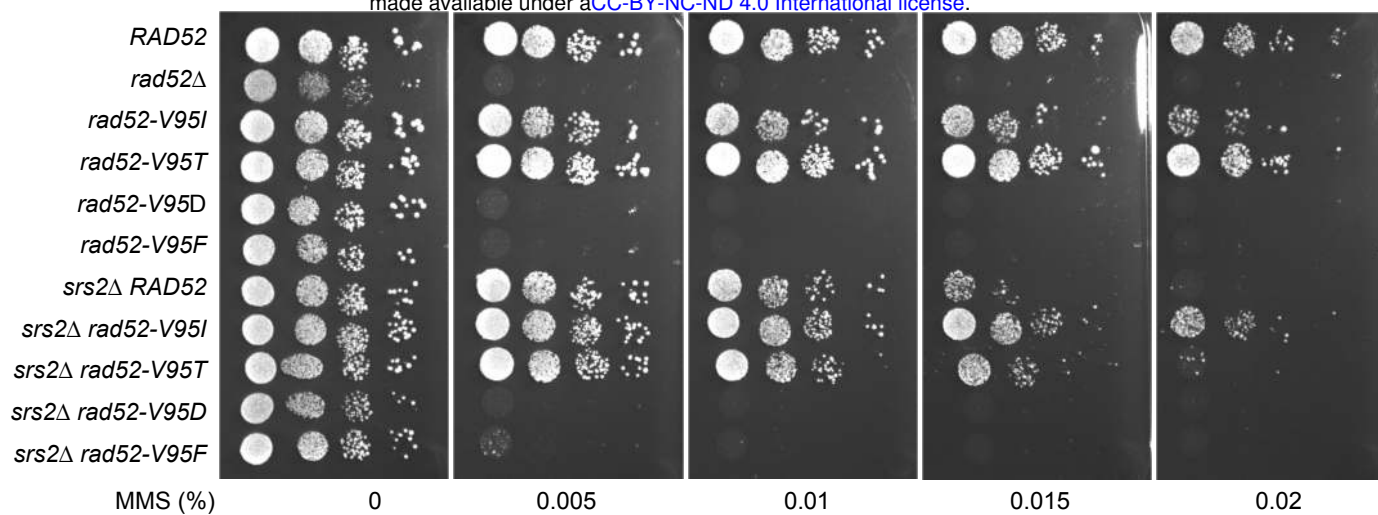 made available under aCC-BY-NC-ND 4.0 International license.
RAD52
rad52Δ
rad52-V95I
rad52-V95T
rad52-V95D
rad52-V95F
srs2Δ RAD52
srs2Δ rad52-V95I
srs2Δ rad52-V95T
srs2Δ rad52-V95D
srs2Δ rad52-V95F
MMS (%) 0 0.005 0.01 0.015 0.02